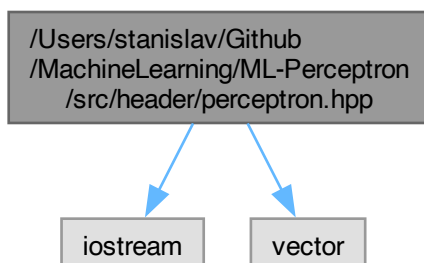 /Users/stanislav/Github
/MachineLearning/ML-Perceptron
/src/header/perceptron.hpp
iostream
vector